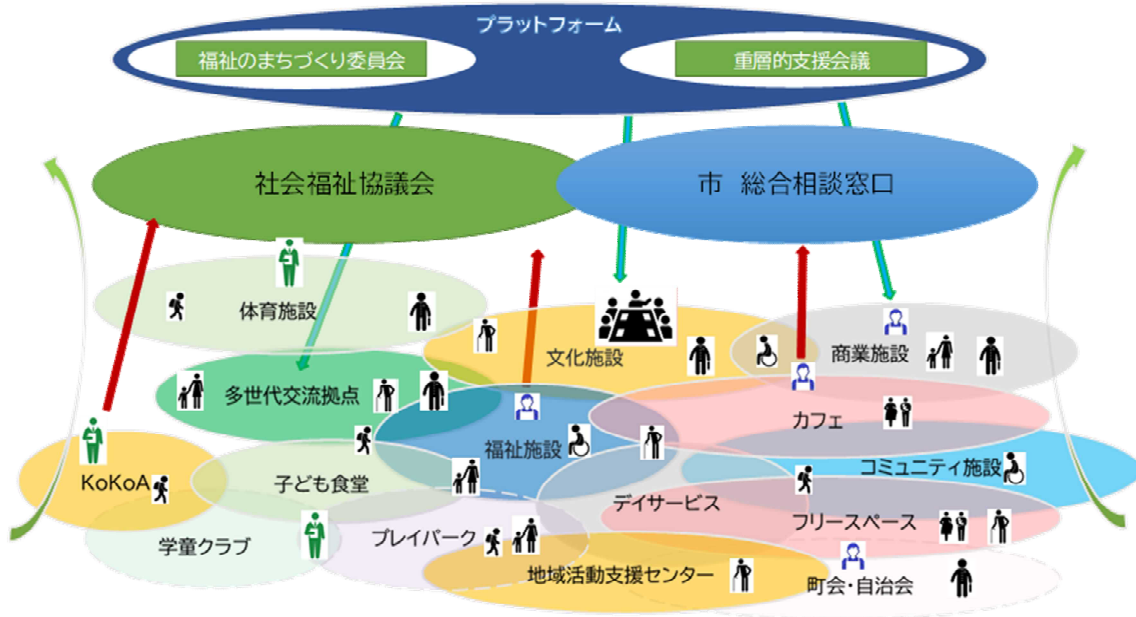 プラットフォーム
福祉のまちづくり委員会
重層的支援会議
社会福祉協議会
市 総合相談窓口
体育施設
文化施設
商業施設
多世代交流拠点
カフェ
福祉施設
コミュニティ施設
KoKoA
子ども食堂
デイサービス
フリースペース
学童クラブ
プレイパーク
地域活動支援センター
町会・自治会